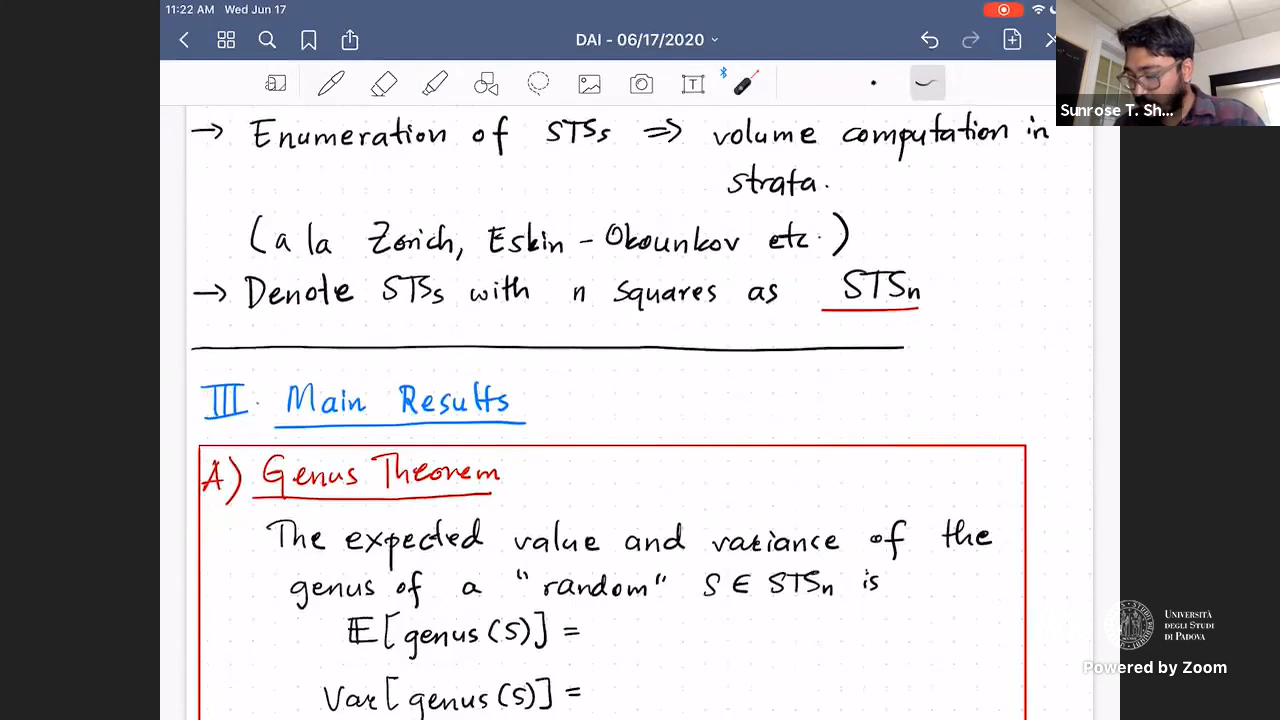 11:22 AM Wed Jun 17
DAI - 06/17/2020
T
Sunrose T. Sh...
→ Enumeration of STSs ⇒ volume computation in
strata.
(a la Zorich, Eskin - Okounkov etc.)
→ Denote STSs with n squares as STSn
III. Main Results
A) Genus Theorem
The expected value and variance of the
genus of a "random" S ∈ STSn is
𝔼[genus(S)] =
Var[genus(S)] =
UNIVERSITÀ
DEGLI STUDI
DI PADOVA
Powered by Zoom